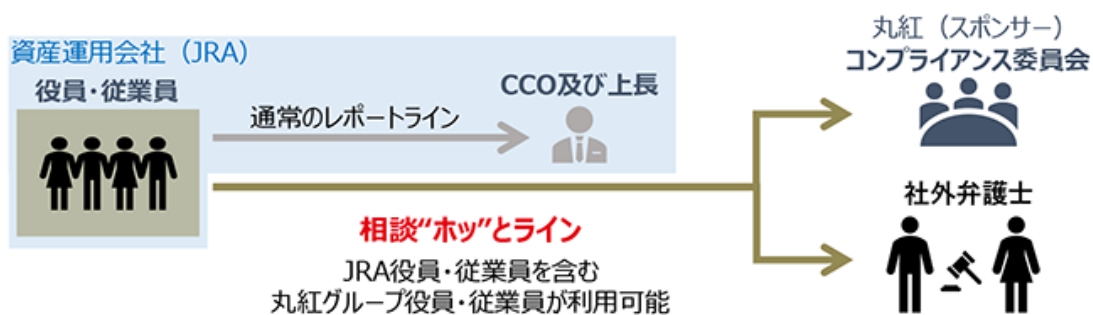 資産運用会社（JRA）
役員・従業員
通常のレポートライン
CCO及び上長
丸紅（スポンサー）
コンプライアンス委員会
社外弁護士
相談“ホッ”とライン
JRA役員・従業員を含む
丸紅グループ役員・従業員が利用可能